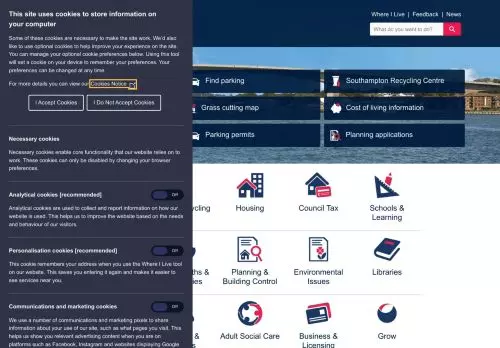 This site uses cookies to store information on
your computer
Where I Live | Feedback | News
Some of these cookies are necessary to make the site work. We'd also
like to use optional cookies to help improve your experience on the site.
You can manage your optional cookie preferences below. Using this tool
will set a cookie on your device to remember your preferences. Your
preferences can be changed at any time.
What do you want to do?
For more details you can view our Cookies Notice
Find parking
Southampton Recycling Centre
I Accept Cookies
I Do Not Accept Cookies
Grass cutting map
Cost of living information
Parking permits
Planning applications
Necessary cookies
Necessary cookies enable core functionality that our website relies on to
work. These cookies can only be disabled by changing your browser
preferences.
Analytical cookies [recommended]
Off
Analytical cookies are used to collect and report information on how our
website is used. This helps us to improve the website based on the needs
and behaviour of our visitors.
ycling
Housing
Council Tax
Schools &
Learning
Personalisation cookies [recommended]
Off
This cookie remembers your address when you use the Where I Live tool
on our website. This saves you entering it again and makes it easier to
see services near you.
hs &
es
Planning &
Building Control
Environmental
Issues
Libraries
Communications and marketing cookies
Off
We use a number of communications and marketing pixels to share
information about your use of our site, such as what pages you visit. This
helps us show you relevant advertising content when you are on
platforms such as Facebook, Instagram and websites displaying Google
&
s
Adult Social Care
Business &
Licensing
Grow